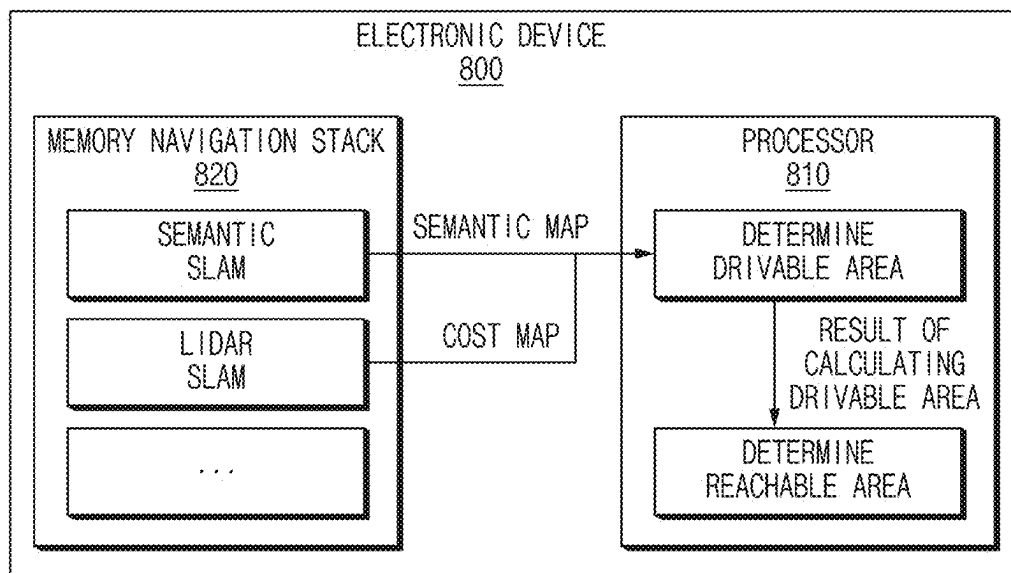 ELECTRONIC DEVICE
800
MEMORY NAVIGATION STACK
820
SEMANTIC
SLAM
LIDAR
SLAM
...
SEMANTIC MAP
COST MAP
PROCESSOR
810
DETERMINE
DRIVABLE AREA
RESULT OF
CALCULATING
DRIVABLE AREA
DETERMINE
REACHABLE AREA